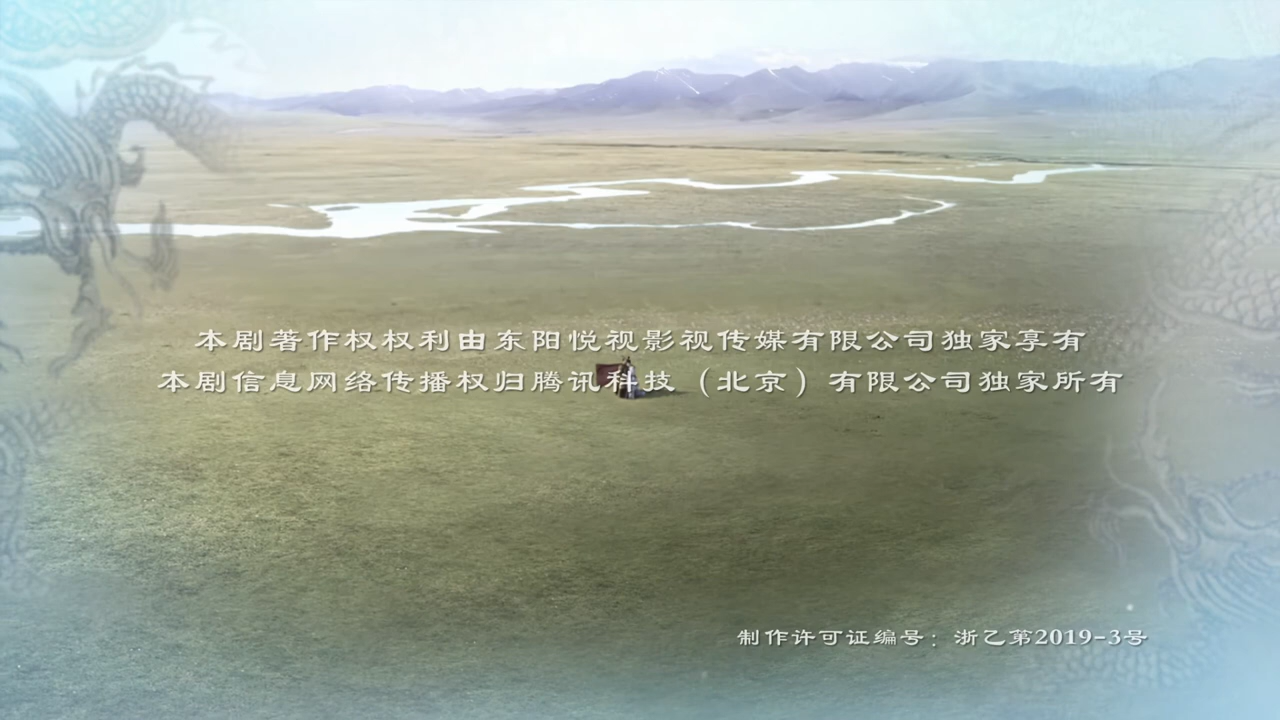 本剧著作权权利由东阳悦视影视传媒有限公司独家享有
本剧信息网络传播权归腾讯科技（北京）有限公司独家所有
制作许可证编号：浙乙第2019-3号